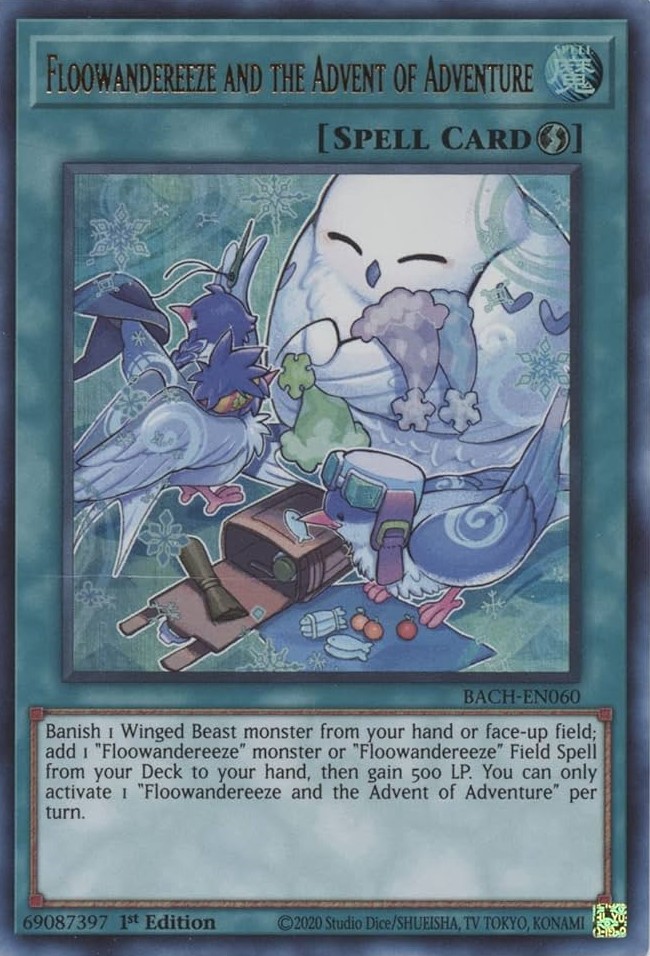 Floowandereeze and the Advent of Adventure
SPELL
魔
[Spell Card]
BACH-EN060
Banish 1 Winged Beast monster from your hand or face-up field;
add 1 "Floowandereeze" monster or "Floowandereeze" Field Spell
from your Deck to your hand, then gain 500 LP. You can only
activate 1 "Floowandereeze and the Advent of Adventure" per
turn.
69087397 1st Edition ©2020 Studio Dice/SHUEISHA, TV TOKYO, KONAMI